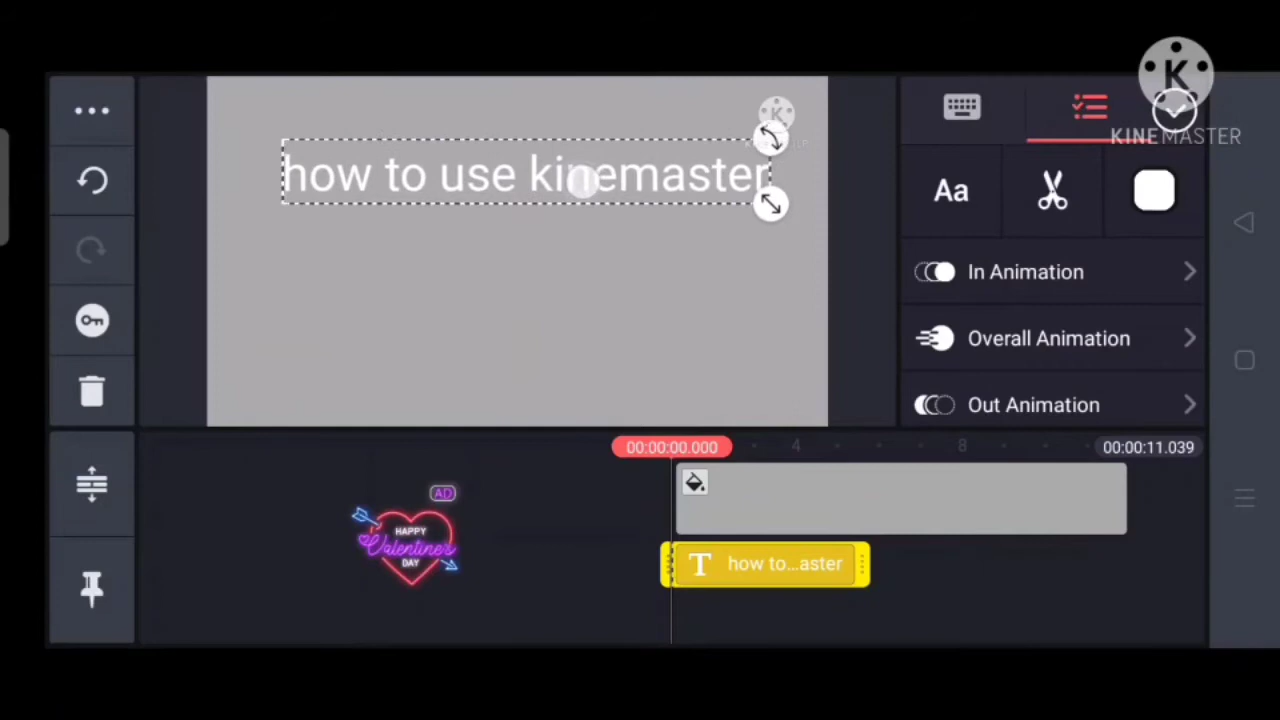 KINEMASTER
how to use kinemaster
Aa
In Animation
Overall Animation
Out Animation
00:00:00.000
4
8
00:00:11.039
AD
HAPPY
Valentine's
DAY
T how to...aster